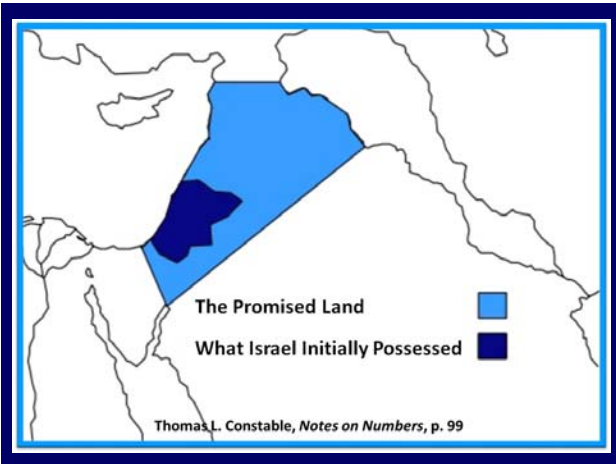 The Promised Land
What Israel Initially Possessed
Thomas L. Constable, Notes on Numbers, p. 99